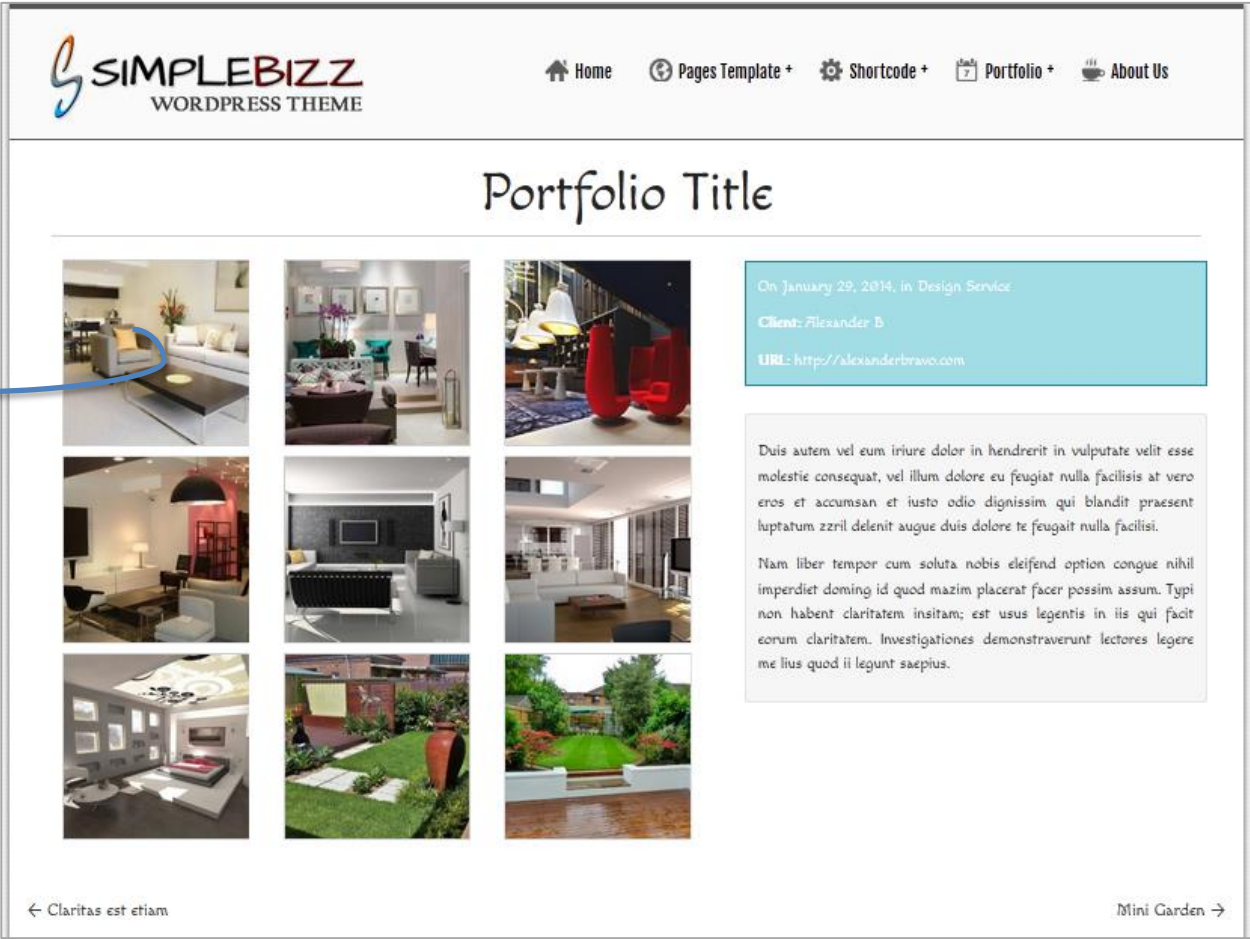 SIMPLEBIZZ
WORDPRESS THEME
Home
Pages Template +
Shortcode +
7
Portfolio +
About Us
Portfolio Title
On January 29, 2014, in Design Service
Client: Alexander B
URL: http://alexanderbravo.com
Duis autem vel eum iriure dolor in hendrerit in vulputate velit esse
molestie consequat, vel illum dolore eu feugiat nulla facilisis at vero
eros et accumsan et iusto odio dignissim qui blandit praesent
luptatum zzril delenit augue duis dolore te feugait nulla facilisi.
Nam liber tempor cum soluta nobis eleifend option congue nihil
imperdiet doming id quod mazim placerat facer possim assum. Typi
non habent claritatem insitam; est usus legentis in iis qui facit
eorum claritatem. Investigationes demonstraverunt lectores legere
me lius quod ii legunt saepius.
← Claritas est etiam
Mini Garden →